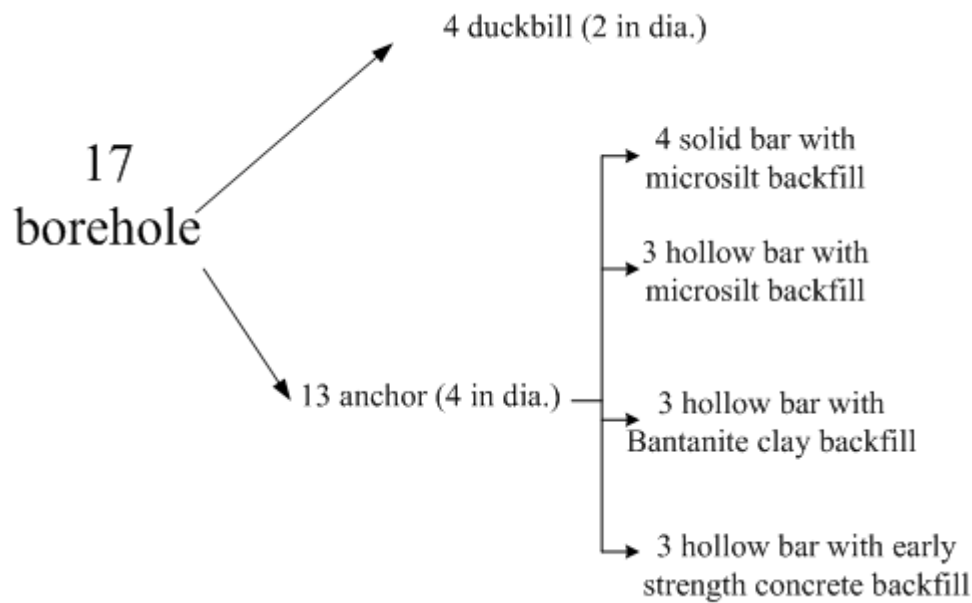 4 duckbill (2 in dia.)
17
borehole
13 anchor (4 in dia.)
4 solid bar with
microsilt backfill
3 hollow bar with
microsilt backfill
3 hollow bar with
Bantanite clay backfill
3 hollow bar with early
strength concrete backfill